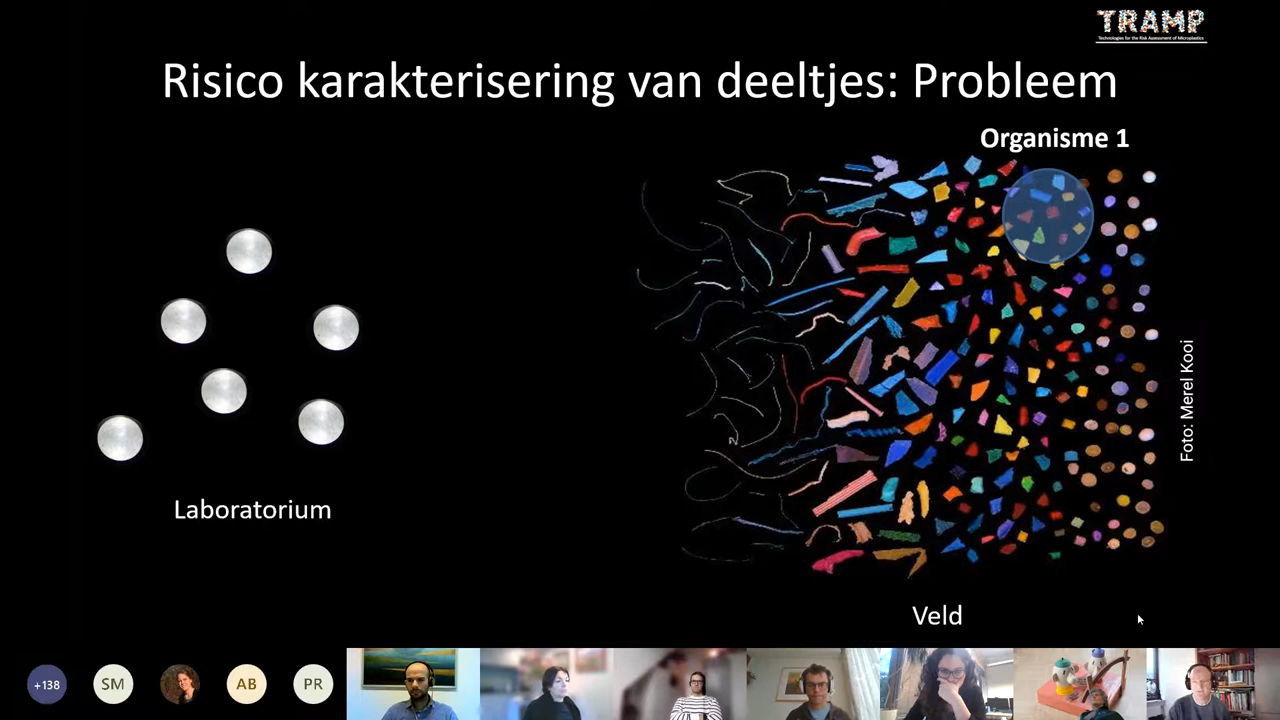 TRAMP
Technologies for the Risk Assessment of Microplastics
Risico karakterisering van deeltjes: Probleem
Organisme 1
Foto: Merel Kooi
Laboratorium
Veld
+138
SM
AB
PR